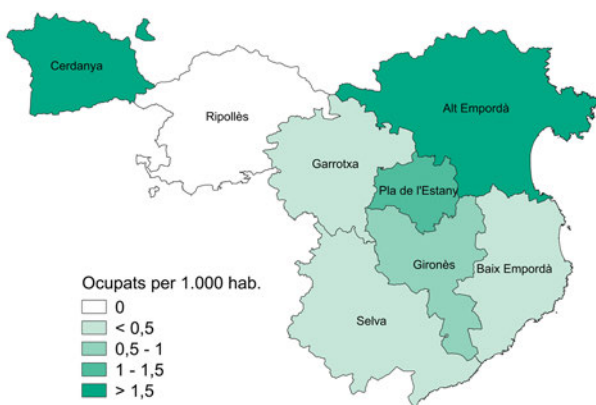 Cerdanya
Ripollès
Alt Empordà
Garrotxa
Pla de l'Estany
Gironès
Baix Empordà
Selva
Ocupats per 1.000 hab.
0
< 0,5
0,5 - 1
1 - 1,5
> 1,5